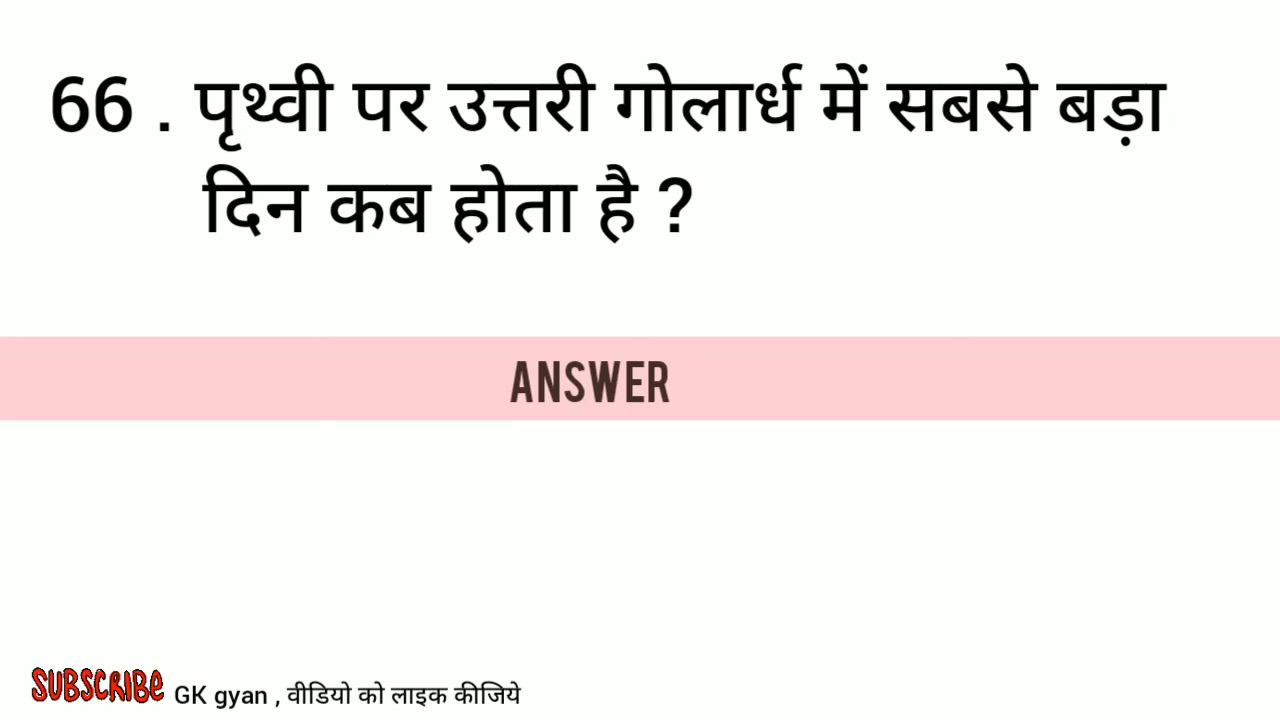 66 . पृथ्वी पर उत्तरी गोलार्ध में सबसे बड़ा
दिन कब होता है ?
ANSWER
SUBSCRIBE GK gyan , वीडियो को लाइक कीजिये